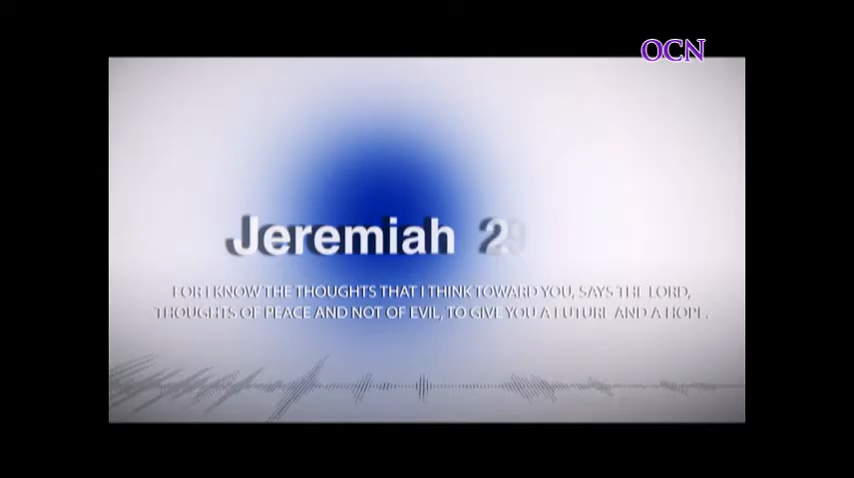 OCN
Jeremiah 29
FOR I KNOW THE THOUGHTS THAT I THINK TOWARD YOU, SAYS THE LORD,
THOUGHTS OF PEACE AND NOT OF EVIL, TO GIVE YOU A FUTURE AND A HOPE.